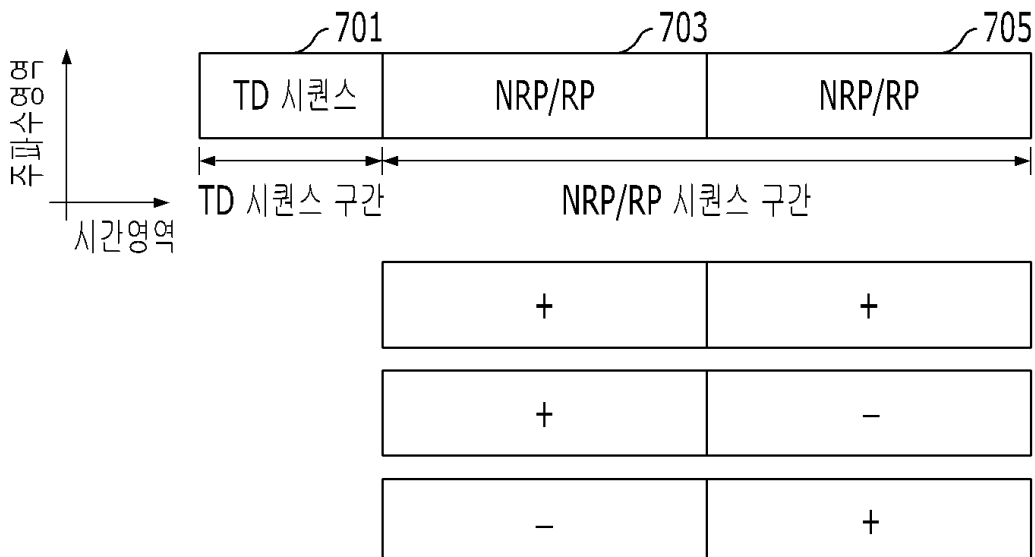 701 703 705
TD 시퀀스 NRP/RP NRP/RP
주파수영역
TD 시퀀스 구간 NRP/RP 시퀀스 구간
시간영역
+ +
+ −
− +